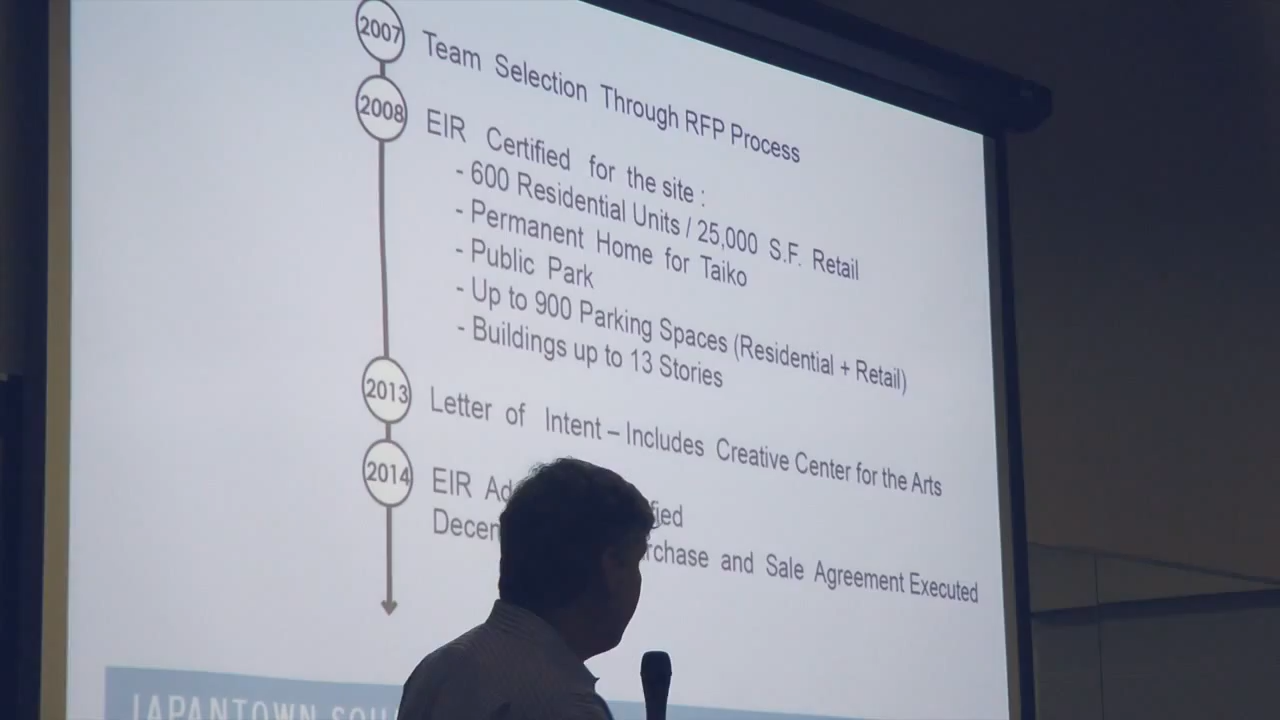 2007
Team Selection Through RFP Process
2008
EIR Certified for the site :
- 600 Residential Units / 25,000 S.F. Retail
- Permanent Home for Taiko
- Public Park
- Up to 900 Parking Spaces (Residential + Retail)
- Buildings up to 13 Stories
2013
Letter of Intent – Includes Creative Center for the Arts
2014
EIR
and Sale Agreement Executed
JAPANTOWN